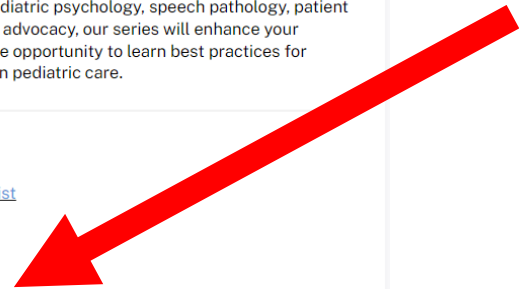 diatric psychology, speech pathology, patient
advocacy, our series will enhance your
e opportunity to learn best practices for
n pediatric care.
ist